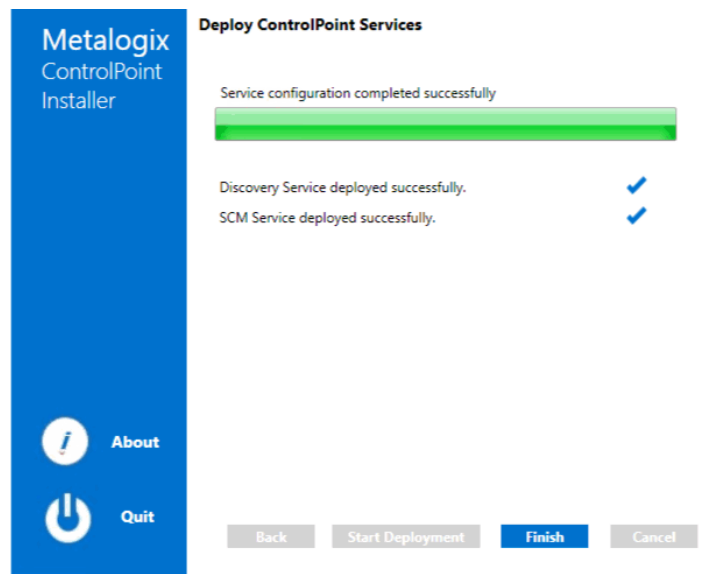 Metalogix
ControlPoint
Installer
Deploy ControlPoint Services
Service configuration completed successfully
Discovery Service deployed successfully.
SCM Service deployed successfully.
About
Quit
Back
Start Deployment
Finish
Cancel